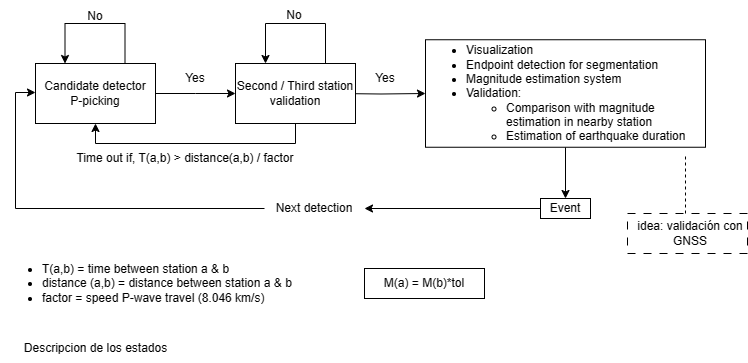 No
No
Candidate detector
P-picking
Yes
Second / Third station
validation
Yes
Visualization
Endpoint detection for segmentation
Magnitude estimation system
Validation:
Comparison with magnitude
estimation in nearby station
Estimation of earthquake duration
Time out if, T(a,b) > distance(a,b) / factor
Next detection
Event
idea: validación con
GNSS
T(a,b) = time between station a & b
distance (a,b) = distance between station a & b
factor = speed P-wave travel (8.046 km/s)
M(a) = M(b)*tol
Descripcion de los estados